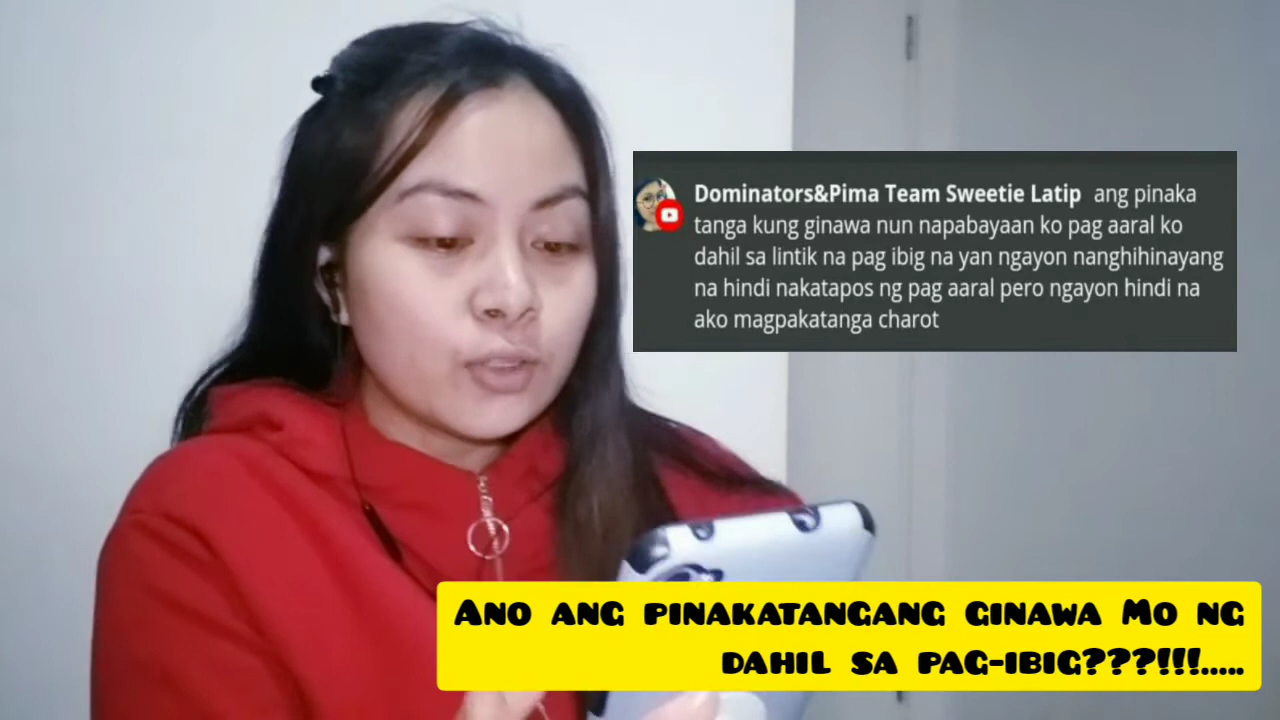 Dominators&Pima Team Sweetie Latip ang pinaka
tanga kung ginawa nun napabayaan ko pag aaral ko
dahil sa lintik na pag ibig na yan ngayon nanghihinayang
na hindi nakatapos ng pag aaral pero ngayon hindi na
ako magpakatanga charot
Ano ang pinakatangang ginawa Mo ng
dahil sa pag-ibig???!!!.....